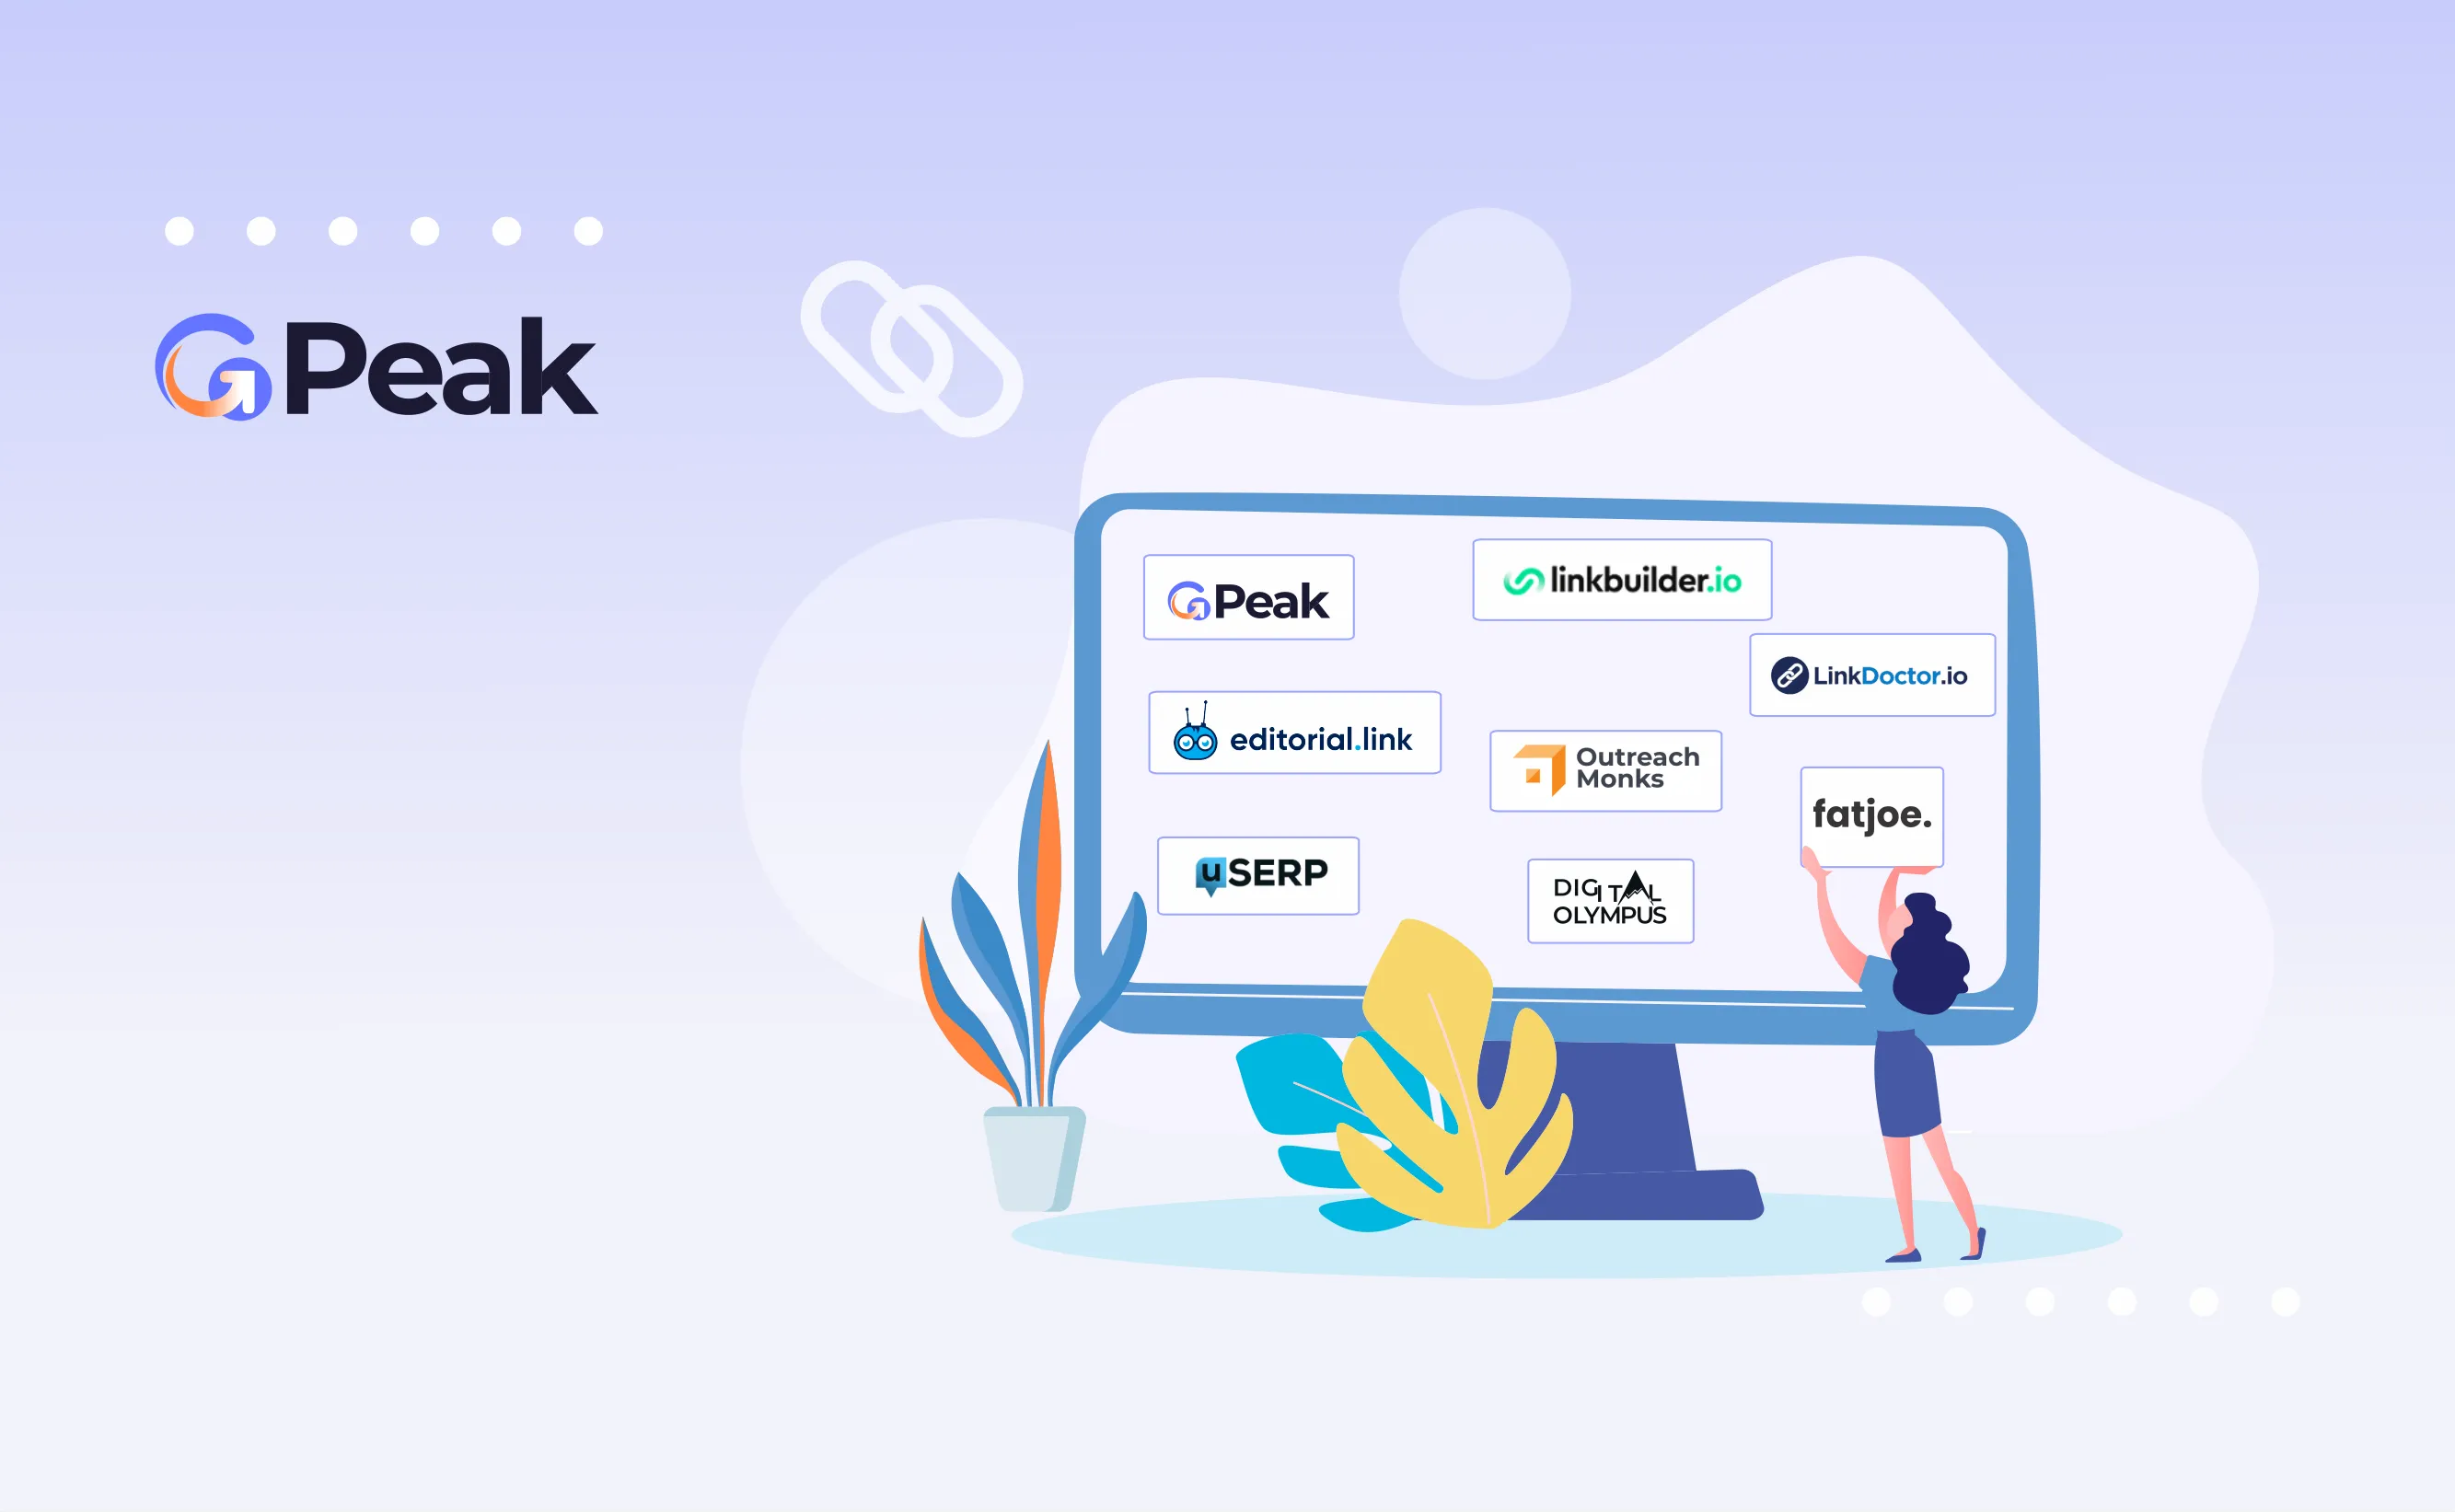 Peak
Peak
linkbuilder.io
LinkDoctor.io
editorial.link
Outreach
Monks
fatjoe.
uSERP
DIGITAL
OLYMPUS